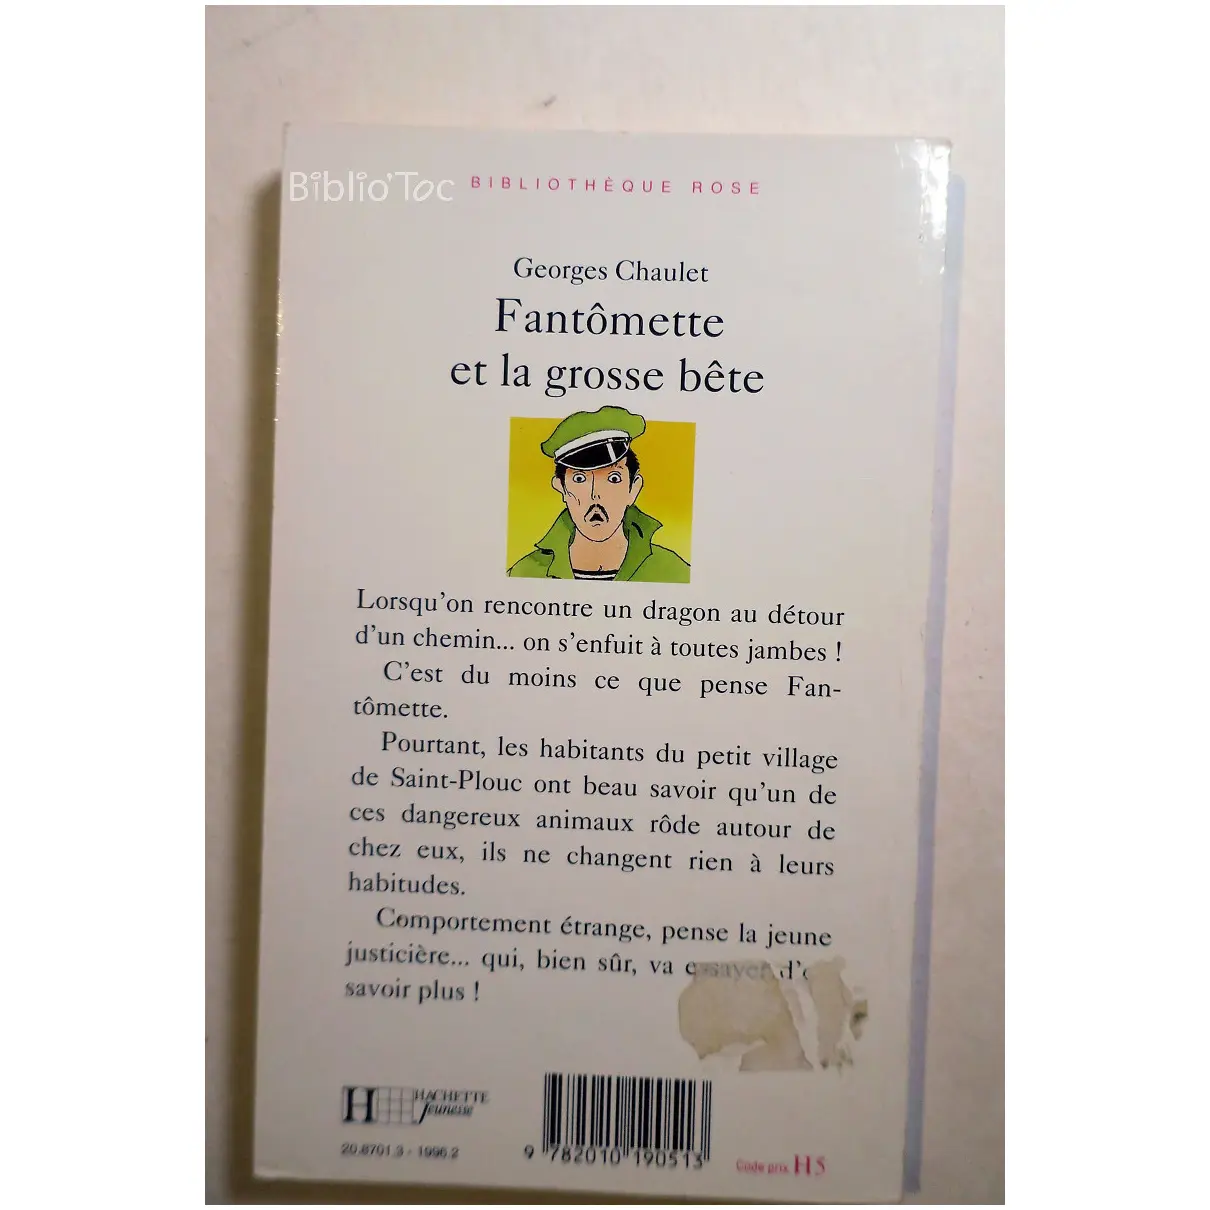 Biblio'Toc
BIBLIOTHÈQUE ROSE
Georges Chaulet
Fantômette
et la grosse bête
Lorsqu'on rencontre un dragon au détour
d'un chemin... on s'enfuit à toutes jambes !
C'est du moins ce que pense Fan-
tômette.
Pourtant, les habitants du petit village
de Saint-Plouc ont beau savoir qu'un de
ces dangereux animaux rôde autour de
chez eux, ils ne changent rien à leurs
habitudes.
Comportement étrange, pense la jeune
justicière... qui, bien sûr, va essayer
savoir plus !
H HACHETTE
Jeunesse
20.8701.3 - 1996.2
9 782010 190513
Code prix H5